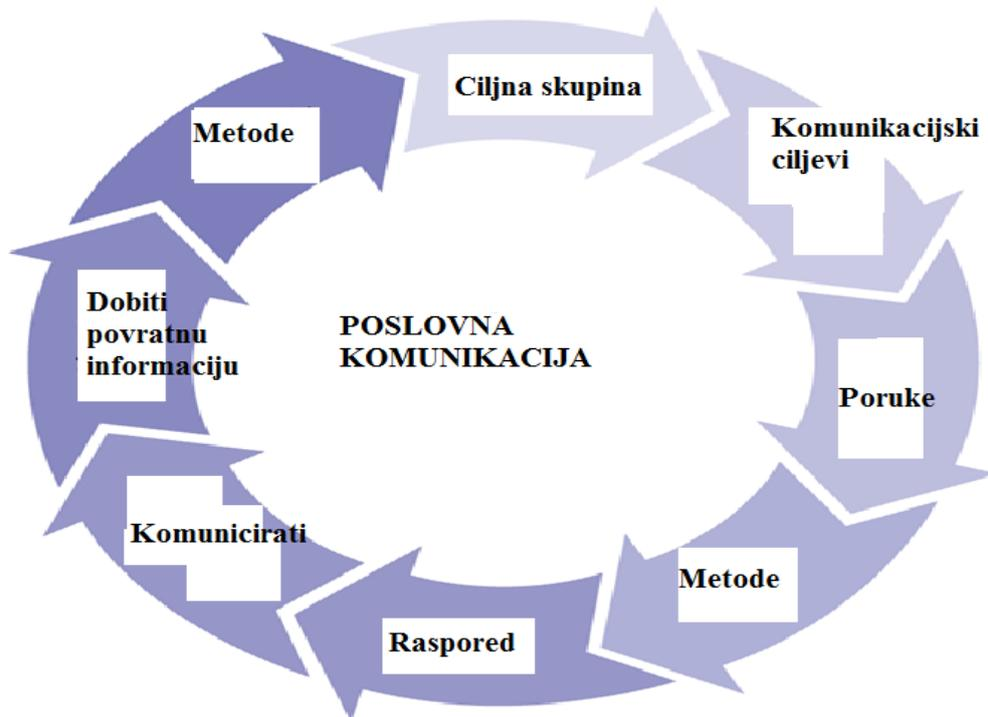 Ciljna skupina
Komunikacijski
ciljevi
Poruke
Metode
Raspored
Komunicirati
Dobiti
povratnu
informaciju
Metode
POSLOVNA
KOMUNIKACIJA